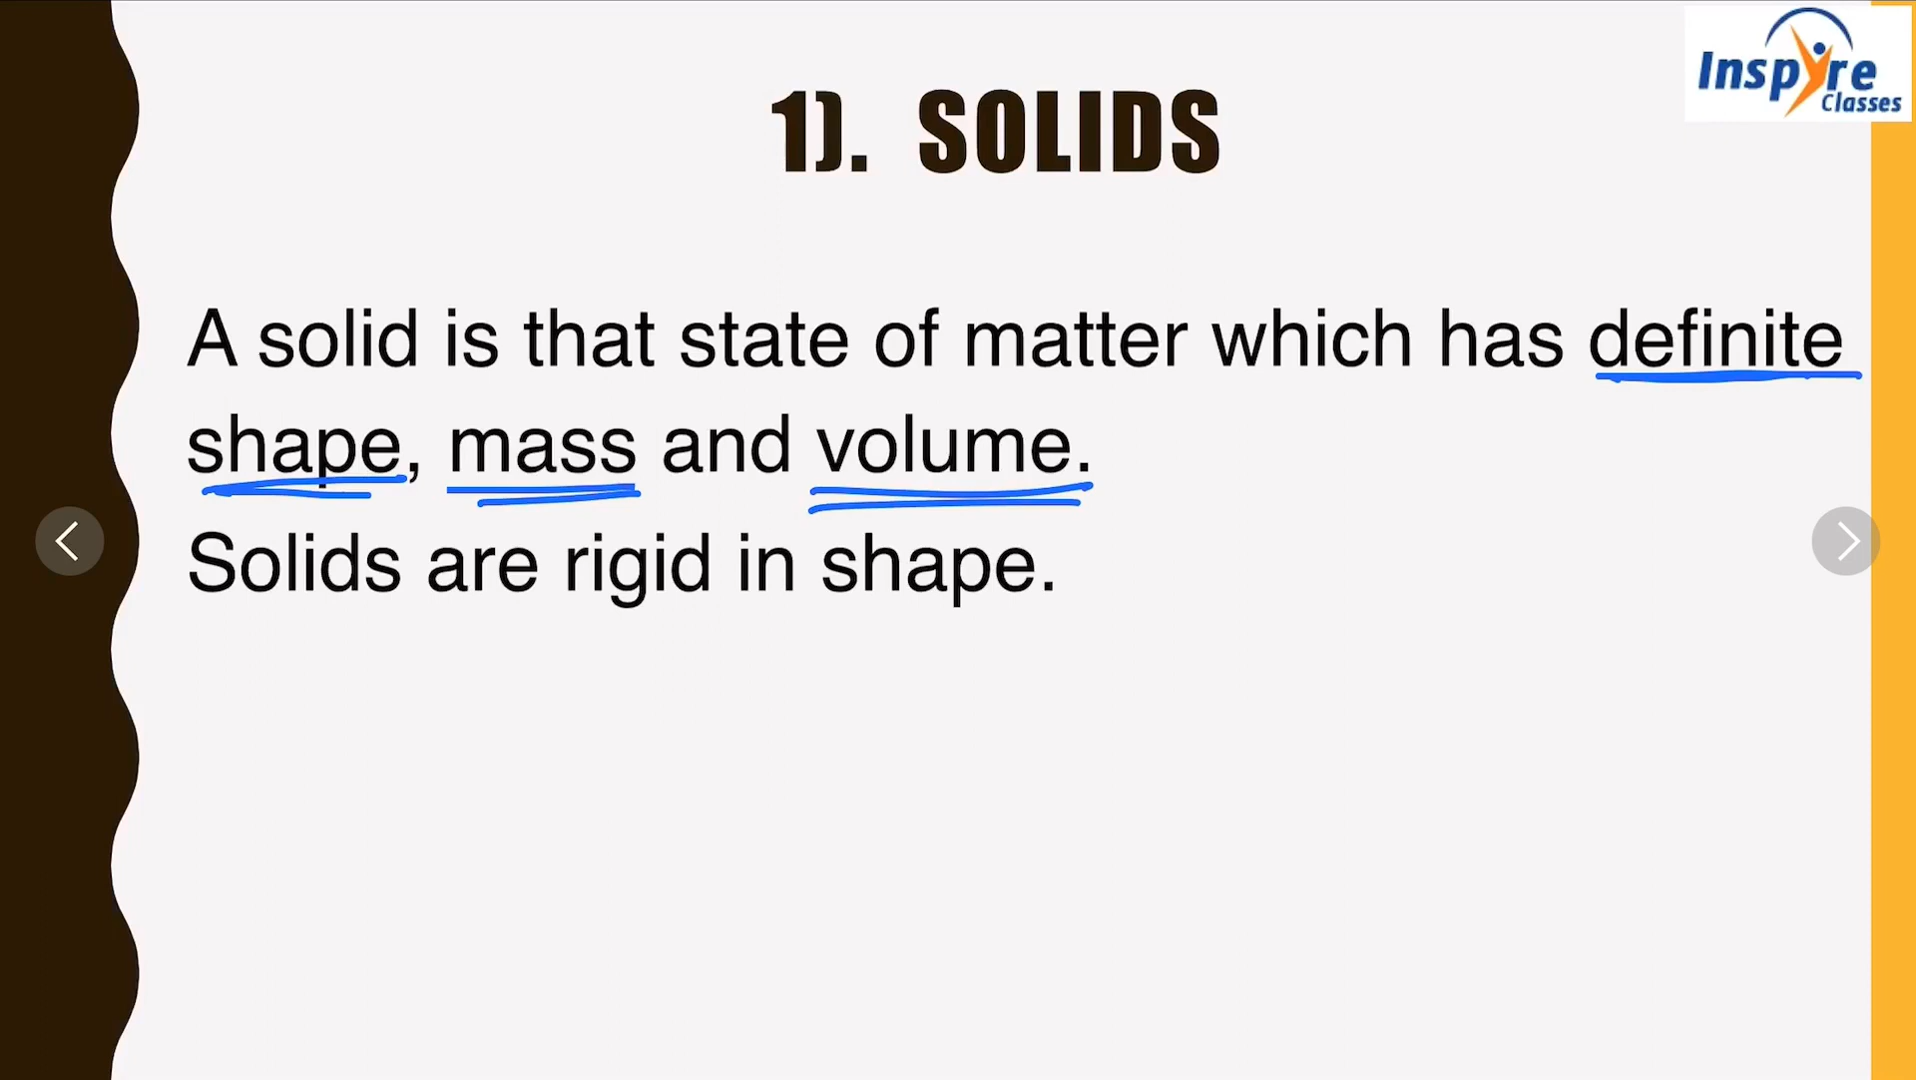 Inspyre
Classes
1). SOLIDS
A solid is that state of matter which has definite
shape, mass and volume.
Solids are rigid in shape.